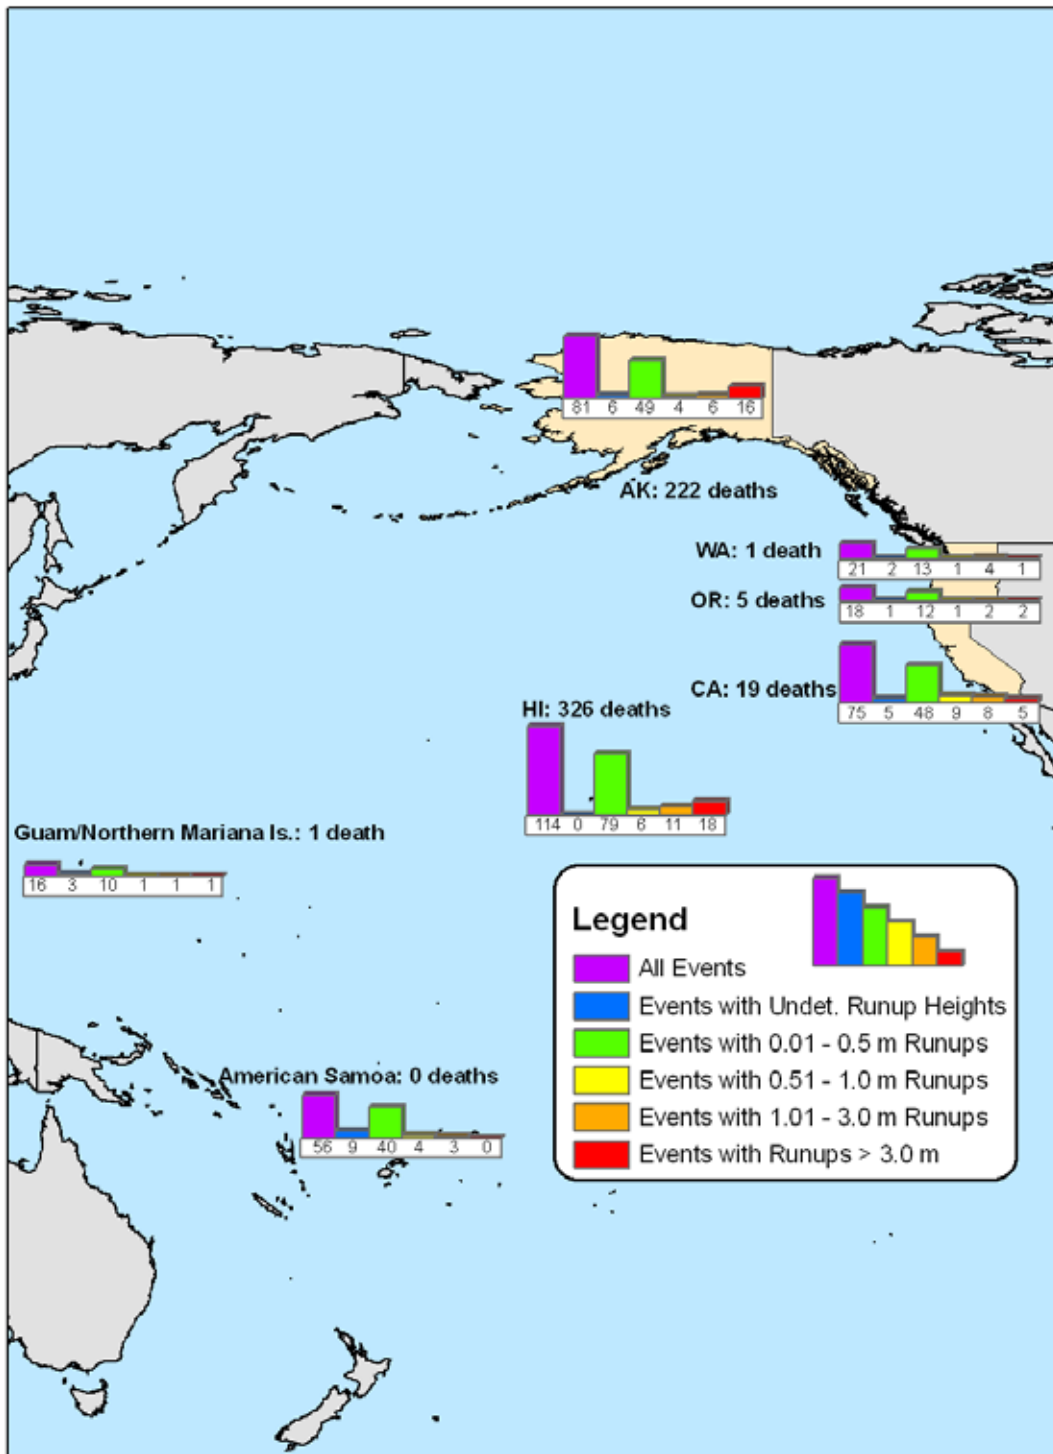 81 6 49 4 6 16
AK: 222 deaths
WA: 1 death
21 2 13 1 4 1
OR: 5 deaths
18 1 12 1 2 2
CA: 19 deaths
75 5 48 9 8 5
HI: 326 deaths
114 0 79 6 11 18
Guam/Northern Mariana Is.: 1 death
16 3 10 1 1 1
Legend
All Events
Events with Undet. Runup Heights
Events with 0.01 - 0.5 m Runups
Events with 0.51 - 1.0 m Runups
Events with 1.01 - 3.0 m Runups
Events with Runups > 3.0 m
American Samoa: 0 deaths
56 9 40 4 3 0